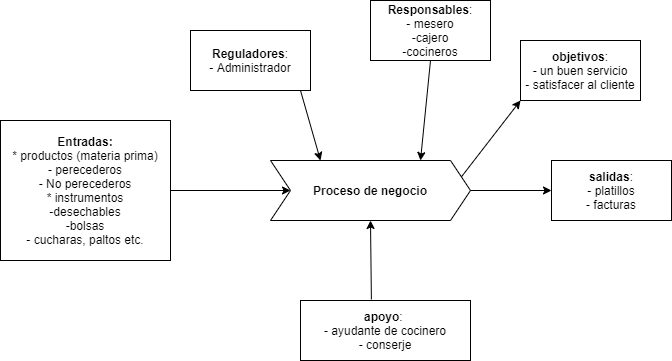 Responsables:
- mesero
-cajero
-cocineros
Reguladores:
- Administrador
objetivos:
- un buen servicio
- satisfacer al cliente
Entradas:
* productos (materia prima)
- perecederos
- No perecederos
* instrumentos
-desechables
-bolsas
- cucharas, paltos etc.
Proceso de negocio
salidas:
- platillos
- facturas
apoyo:
- ayudante de cocinero
- conserje